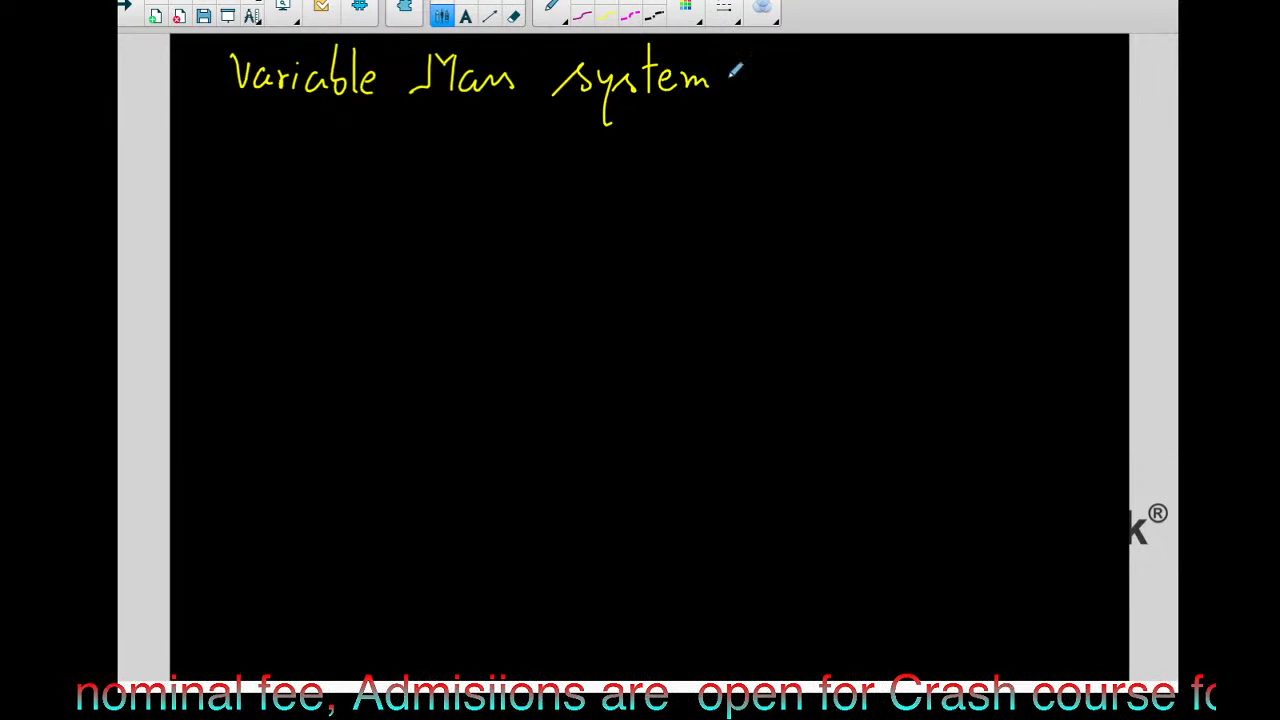 Variable Mass system
k®
nominal fee, Admisiions are open for Crash course fo